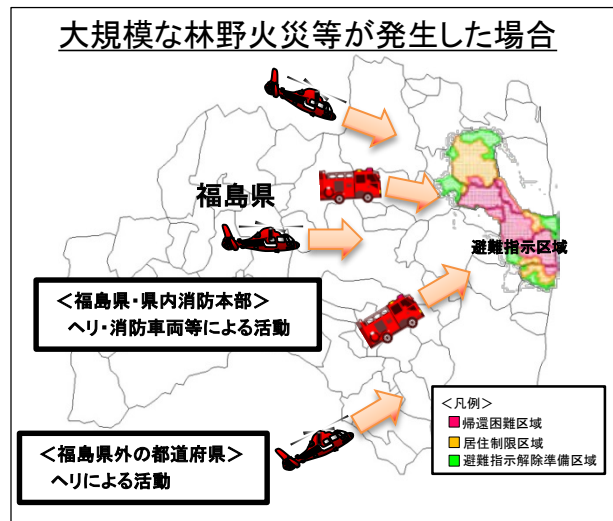 大規模な林野火災等が発生した場合
福島県
避難指示区域
＜福島県・県内消防本部＞
ヘリ・消防車両等による活動
＜福島県外の都道府県＞
ヘリによる活動
＜凡例＞
帰還困難区域
居住制限区域
避難指示解除準備区域